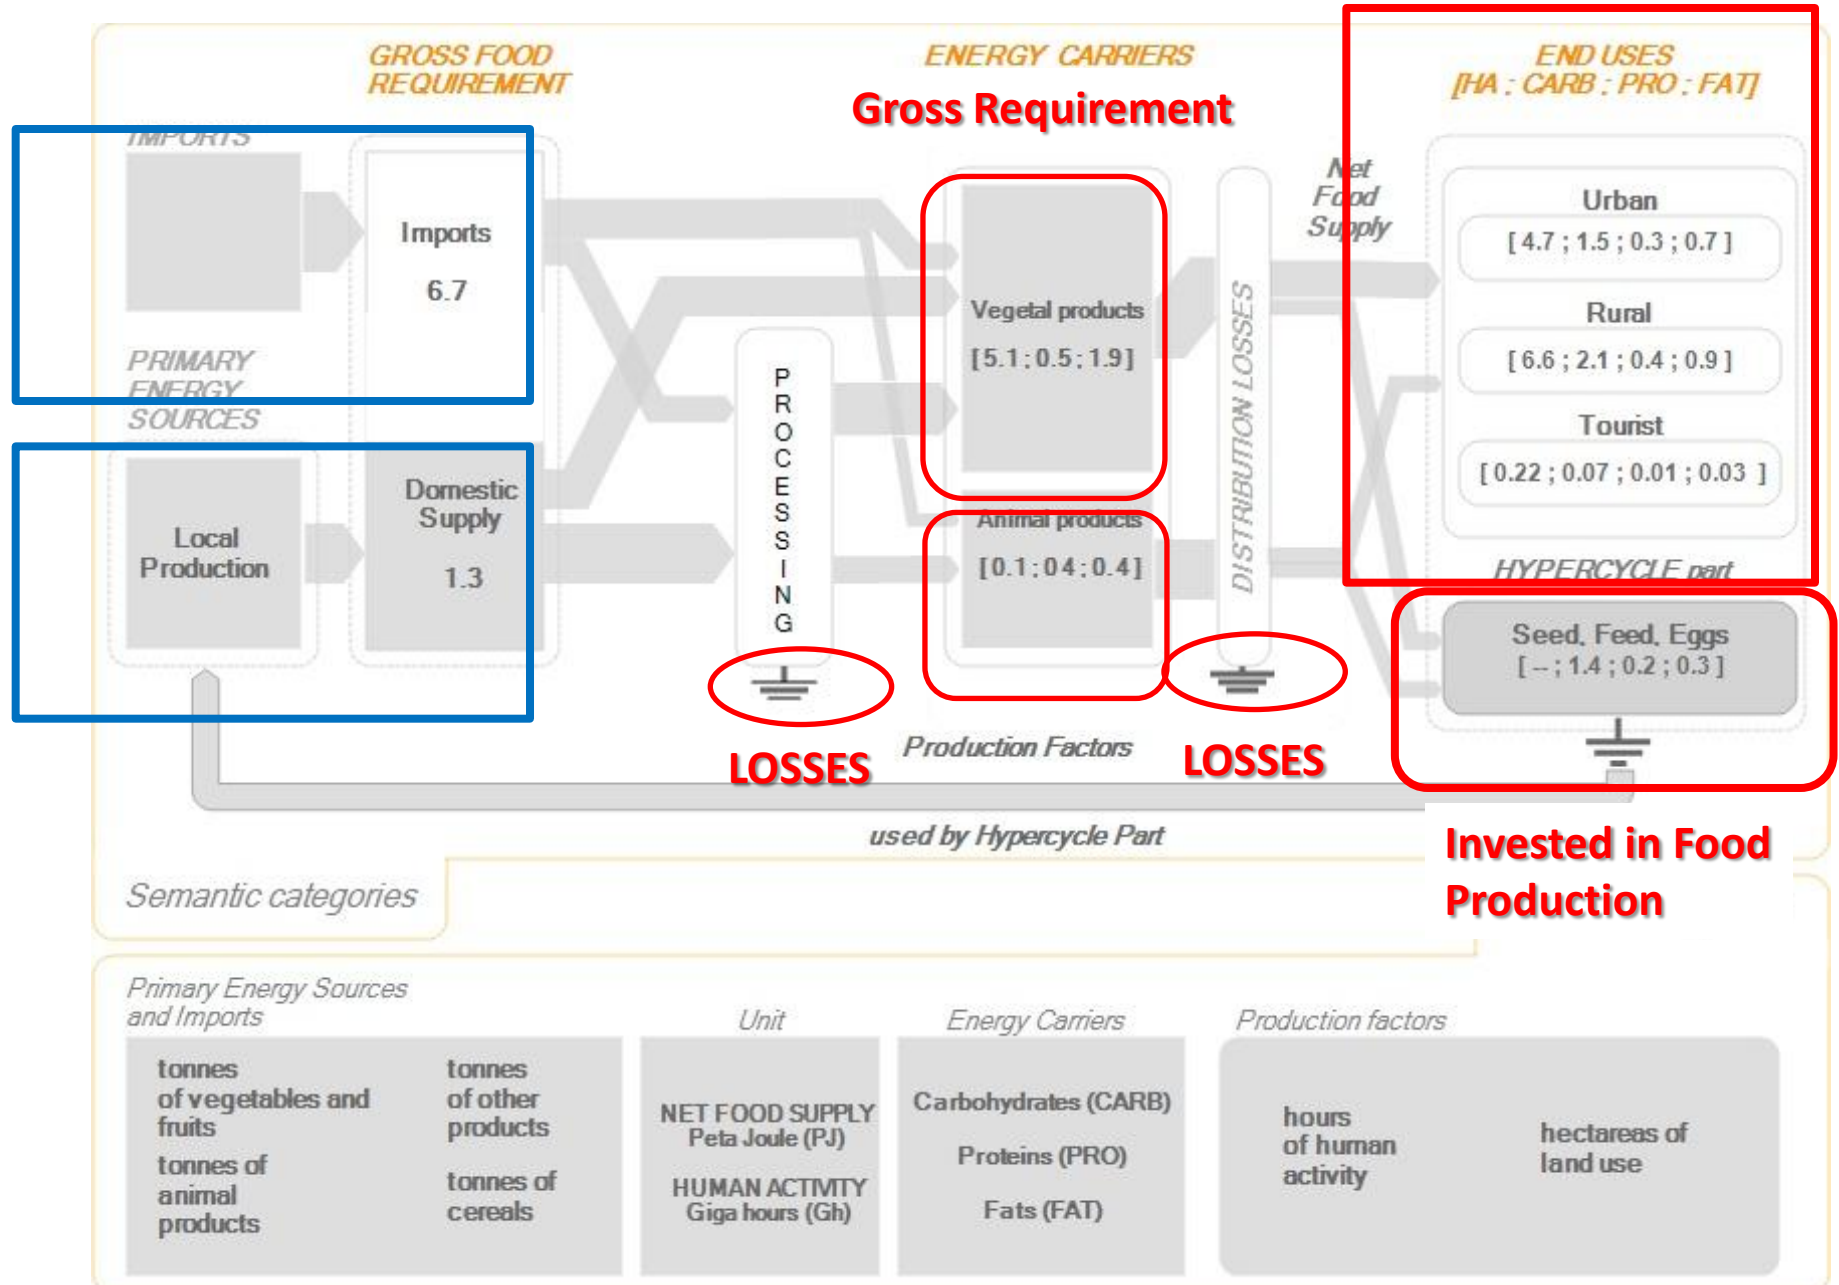 GROSS FOOD
REQUIREMENT
ENERGY CARRIERS
Gross Requirement
END USES
[HA ; CARB ; PRO ; FAT]
IMPORTS
Imports
6.7
PRIMARY
ENERGY
SOURCES
Local
Production
Domestic
Supply
1.3
PROCESSING
LOSSES
Vegetal products
[5.1;0.5;1.9]
Animal products
[0.1;04;0.4]
DISTRIBUTION LOSSES
LOSSES
Net
Food
Supply
Urban
[ 4.7 ; 1.5 ; 0.3 ; 0.7 ]
Rural
[ 6.6 ; 2.1 ; 0.4 ; 0.9 ]
Tourist
[ 0.22 ; 0.07 ; 0.01 ; 0.03 ]
HYPERCYCLE part
Seed, Feed, Eggs
[ -- ; 1.4 ; 0.2 ; 0.3 ]
Invested in Food
Production
Production Factors
used by Hypercycle Part
Semantic categories
Primary Energy Sources
and Imports
tonnes
of vegetables and
fruits
tonnes of
animal
products
tonnes
of other
products
tonnes of
cereals
Unit
NET FOOD SUPPLY
Peta Joule (PJ)
HUMAN ACTIVITY
Giga hours (Gh)
Energy Carriers
Carbohydrates (CARB)
Proteins (PRO)
Fats (FAT)
Production factors
hours
of human
activity
hectareas of
land use